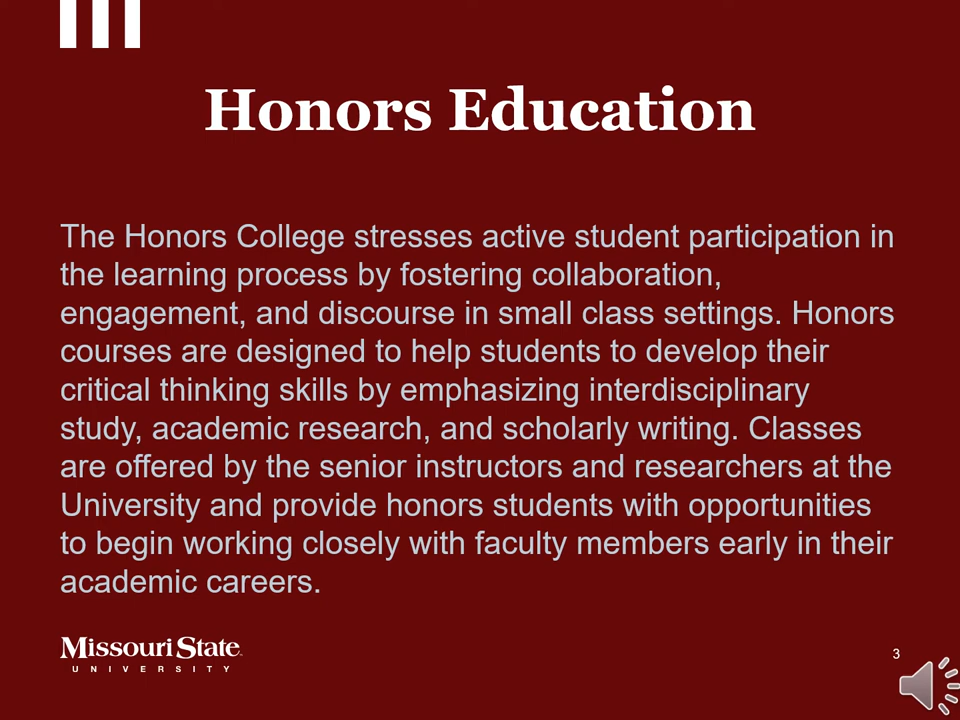 Honors Education
The Honors College stresses active student participation in
the learning process by fostering collaboration,
engagement, and discourse in small class settings. Honors
courses are designed to help students to develop their
critical thinking skills by emphasizing interdisciplinary
study, academic research, and scholarly writing. Classes
are offered by the senior instructors and researchers at the
University and provide honors students with opportunities
to begin working closely with faculty members early in their
academic careers.
Missouri State
UNIVERSITY
3